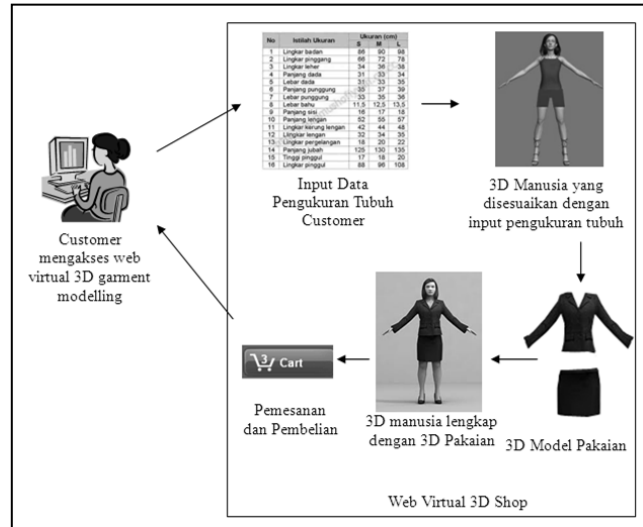 No Istilah Ukuran Ukuran (cm)
S M L
1 Lingkar badan 86 90 98
2 Lingkar pinggang 66 72 78
3 Lingkar leher 34 36 38
4 Panjang dada 31 33 34
5 Lebar dada 31 33 35
6 Panjang punggung 35 37 39
7 Lebar punggung 33 35 36
8 Lebar bahu 11,5 12,5 13,5
9 Panjang sisi 16 17 18
10 Panjang lengan 52 55 57
11 Lingkar kerung lengan 42 44 48
12 Lingkar lengan 32 34 35
13 Lingkar pergelangan 18 20 22
14 Panjang jubah 125 130 135
15 Tinggi pinggul 17 18 20
16 Lingkar pinggul 88 96 108
Input Data
Pengukuran Tubuh
Customer
3D Manusia yang
disesuaikan dengan
input pengukuran tubuh
Customer
mengakses web
virtual 3D garment
modelling
3 Cart
Pemesanan
dan Pembelian
3D manusia lengkap
dengan 3D Pakaian
3D Model Pakaian
Web Virtual 3D Shop